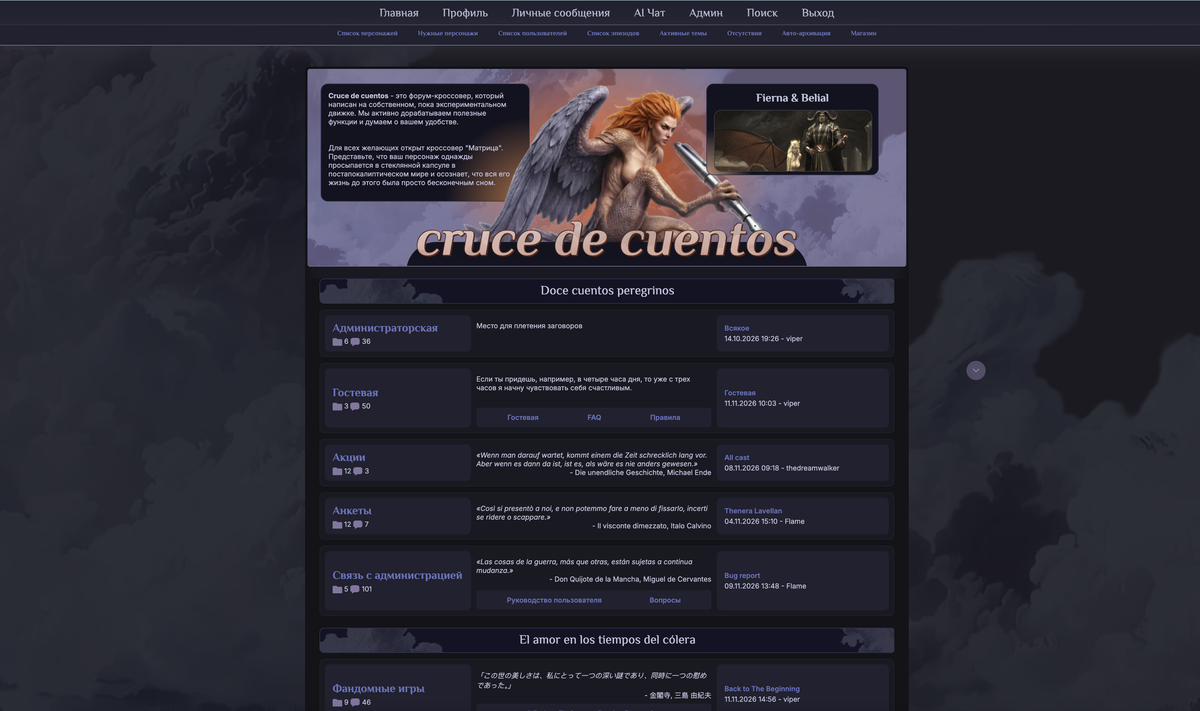 Главная Профиль Личные сообщения AI Чат Админ Поиск Выход
Список персонажей Нужные персонажи Список пользователей Список эпизодов Активные темы Отсутствия Авто-архивация Магазин
Cruce de cuentos - это форум-кроссовер, который
написан на собственном, пока экспериментальном
движке. Мы активно дорабатываем полезные
функции и думаем о вашем удобстве.
Для всех желающих открыт кроссовер "Матрица".
Представьте, что ваш персонаж однажды
просыпается в стеклянной капсуле в
постапокалиптическом мире и осознает, что вся его
жизнь до этого была просто бесконечным сном.
Fierna & Belial
cruce de cuentos
Doce cuentos peregrinos
Администраторская
6 36
Место для плетения заговоров
Всякое
14.10.2026 19:26 - viper
Гостевая
3 50
Если ты придешь, например, в четыре часа дня, то уже с трех
часов я начну чувствовать себя счастливым.
Гостевая FAQ Правила
Гостевая
11.11.2026 10:03 - viper
Акции
12 3
«Wenn man darauf wartet, kommt einem die Zeit schrecklich lang vor.
Aber wenn es dann da ist, ist es, als wäre es nie anders gewesen.»
- Die unendliche Geschichte, Michael Ende
All cast
08.11.2026 09:18 - thedreamwalker
Анкеты
12 7
«Così si presentò a noi, e non potemmo fare a meno di fissarlo, incerti
se ridere o scappare.»
- Il visconte dimezzato, Italo Calvino
Thenera Lavellan
04.11.2026 15:10 - Flame
Связь с администрацией
5 101
«Las cosas de la guerra, más que otras, están sujetas a continua
mudanza.»
- Don Quijote de la Mancha, Miguel de Cervantes
Руководство пользователя Вопросы
Bug report
09.11.2026 13:48 - Flame
El amor en los tiempos del cólera
Фандомные игры
9 46
「この世の美しさは、私にとって一つの深い謎であり、同時に一つの慰め
であった。」
- 金閣寺, 三島 由紀夫
Back to The Beginning
11.11.2026 14:56 - viper